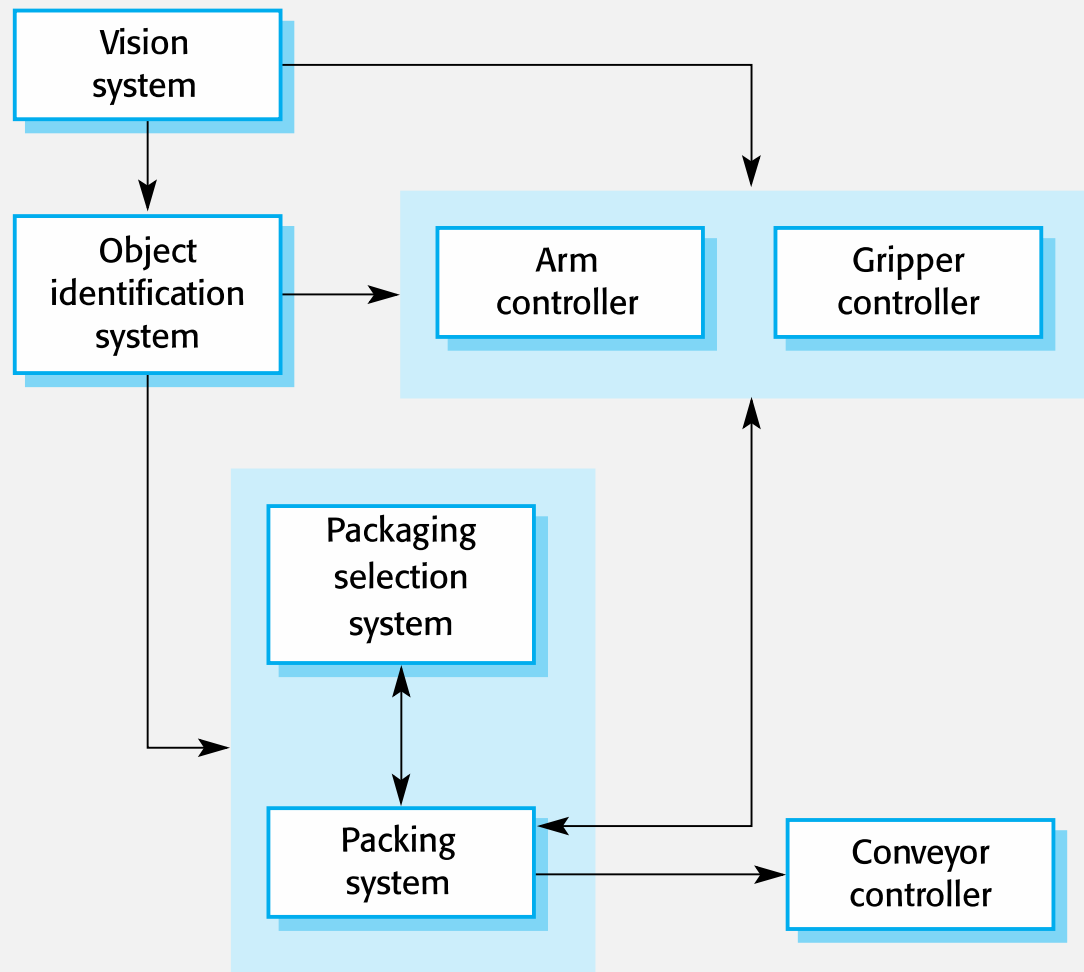 Vision
system
Object
identification
system
Arm
controller
Gripper
controller
Packaging
selection
system
Packing
system
Conveyor
controller